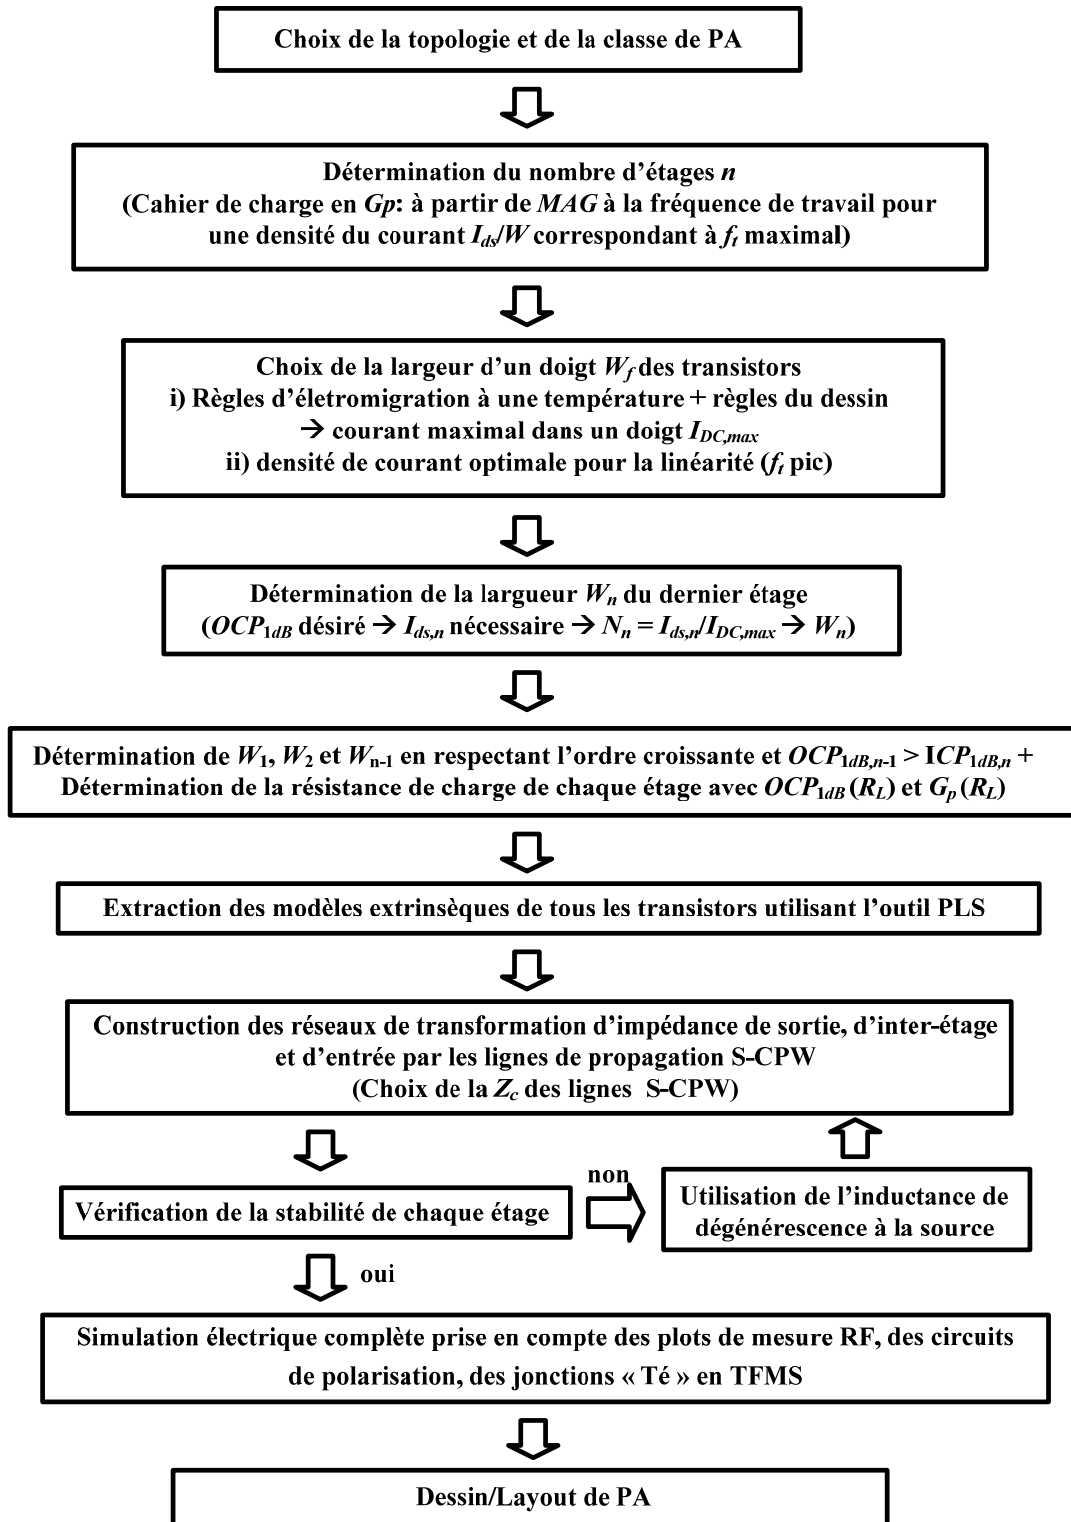 Choix de la topologie et de la classe de PA
Détermination du nombre d'étages n
(Cahier de charge en Gp: à partir de MAG à la fréquence de travail pour
une densité du courant Ids/W correspondant à ft maximal)
Choix de la largeur d'un doigt Wf des transistors
i) Règles d'életromigration à une température + règles du dessin
→ courant maximal dans un doigt IDC,max
ii) densité de courant optimale pour la linéarité (ft pic)
Détermination de la largueur Wn du dernier étage
(OCP1dB désiré → Ids,n nécessaire → Nn = Ids,n/IDC,max → Wn)
Détermination de W1, W2 et Wn-1 en respectant l'ordre croissante et OCP1dB,n-1 > ICP1dB,n +
Détermination de la résistance de charge de chaque étage avec OCP1dB (RL) et Gp (RL)
Extraction des modèles extrinsèques de tous les transistors utilisant l'outil PLS
Construction des réseaux de transformation d'impédance de sortie, d'inter-étage
et d'entrée par les lignes de propagation S-CPW
(Choix de la Zc des lignes S-CPW)
non
Vérification de la stabilité de chaque étage
Utilisation de l'inductance de
dégénérescence à la source
oui
Simulation électrique complète prise en compte des plots de mesure RF, des circuits
de polarisation, des jonctions « Té » en TFMS
Dessin/Layout de PA